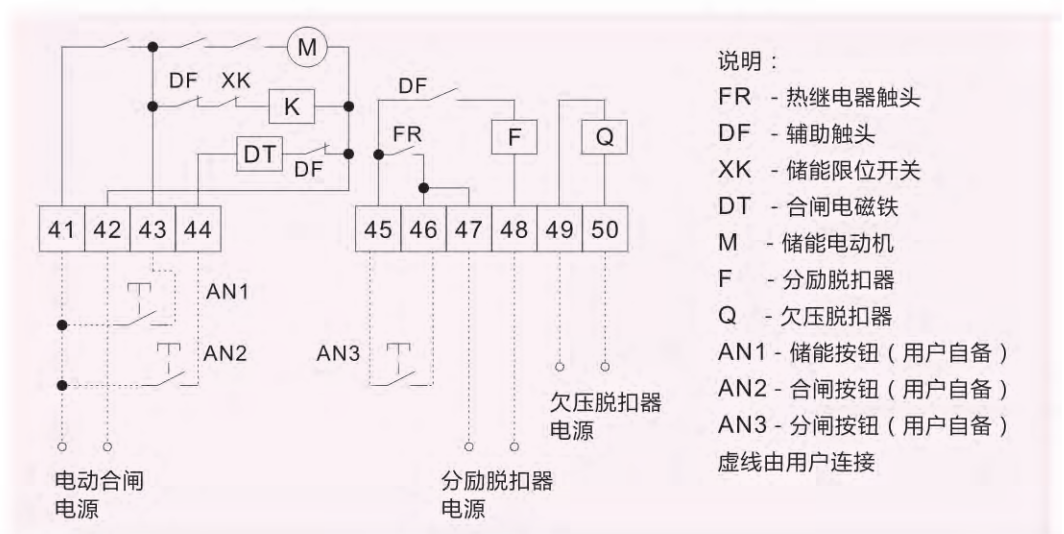 M
DF
XK
K
DT
DF
41
42
43
44
AN1
AN2
电动合闸
电源
DF
FR
F
Q
45
46
47
48
49
50
AN3
欠压脱扣器
电源
分励脱扣器
电源
说明：
FR - 热继电器触头
DF - 辅助触头
XK - 储能限位开关
DT - 合闸电磁铁
M - 储能电动机
F - 分励脱扣器
Q - 欠压脱扣器
AN1 - 储能按钮（用户自备）
AN2 - 合闸按钮（用户自备）
AN3 - 分闸按钮（用户自备）
虚线由用户连接